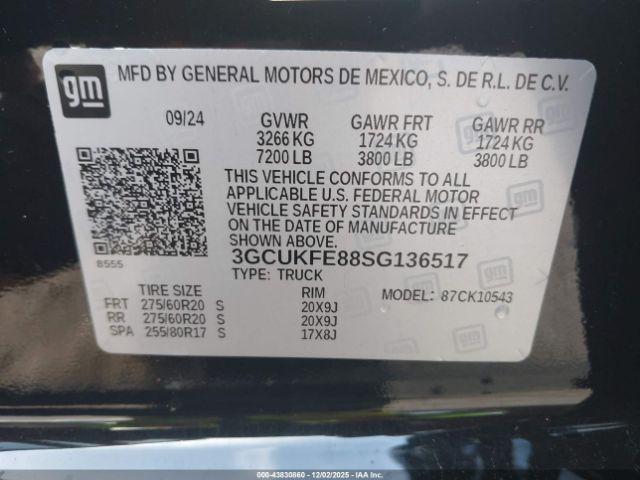 gm
MFD BY GENERAL MOTORS DE MEXICO, S. DE R.L. DE C.V.
09/24 GVWR GAWR FRT GAWR RR
3266 KG 1724 KG 1724 KG
7200 LB 3800 LB 3800 LB
THIS VEHICLE CONFORMS TO ALL
APPLICABLE U.S. FEDERAL MOTOR
VEHICLE SAFETY STANDARDS IN EFFECT
ON THE DATE OF MANUFACTURE
SHOWN ABOVE.
8555
3GCUKFE88SG136517
TYPE: TRUCK
TIRE SIZE RIM MODEL: 87CK10543
FRT 275/60R20 S 20X9J
RR 275/60R20 S 20X9J
SPA 255/80R17 S 17X8J
000-43830860 | 12/02/2025 - IAAI.COM